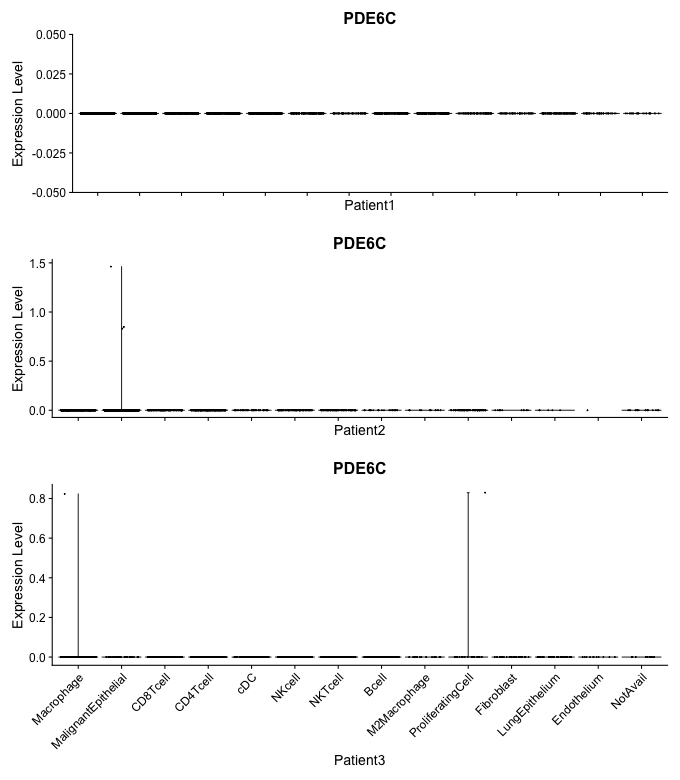 PDE6C
0.050
0.025
0.000
-0.025
-0.050
Expression Level
Patient1
PDE6C
1.5
1.0
0.5
0.0
Expression Level
Patient2
PDE6C
0.8
0.6
0.4
0.2
0.0
Expression Level
Macrophage
MalignantEpithelial
CD8Tcell
CD4Tcell
cDC
NKcell
NKTcell
Bcell
M2Macrophage
ProliferatingCell
Fibroblast
LungEpithelium
Endothelium
NotAvail
Patient3